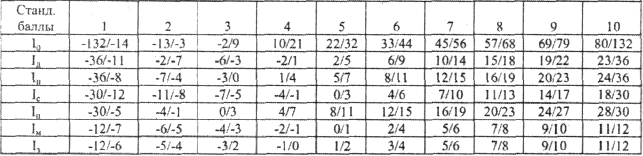 Станд. баллы 1 2 3 4 5 6 7 8 9 10
I₀ -132/-14 -13/-3 -2/9 10/21 22/32 33/44 45/56 57/68 69/79 80/132
I -36/-11 -2/-7 -6/-3 -2/1 2/5 6/9 10/14 15/18 19/22 23/36
I -36/-8 -7/-4 -3/0 1/4 5/7 8/11 12/15 16/19 20/23 24/36
I -30/-12 -11/-8 -7/-5 -4/-1 0/3 4/6 7/10 11/13 14/17 18/30
I -30/-5 -4/-1 0/3 4/7 8/11 12/15 16/19 20/23 24/27 28/30
Iм -12/-7 -6/-5 -4/-3 -2/-1 0/1 2/4 5/6 7/8 9/10 11/12
I -12/-6 -5/-4 -3/2 -1/0 1/2 3/4 5/6 7/8 9/10 11/12